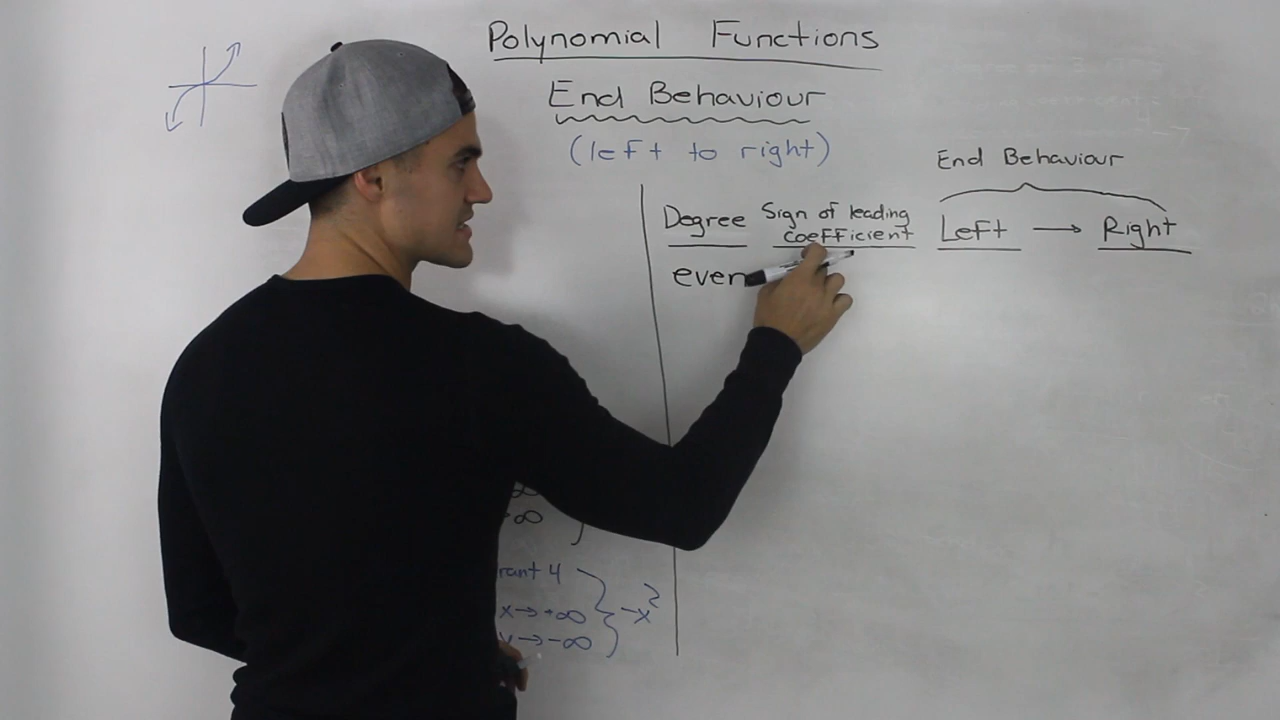 Polynomial Functions
End Behaviour
(left to right)
End Behaviour
Degree Sign of leading coefficient Left → Right
even
∞
→∞
rant 4
x→+∞
y→-∞
-x²